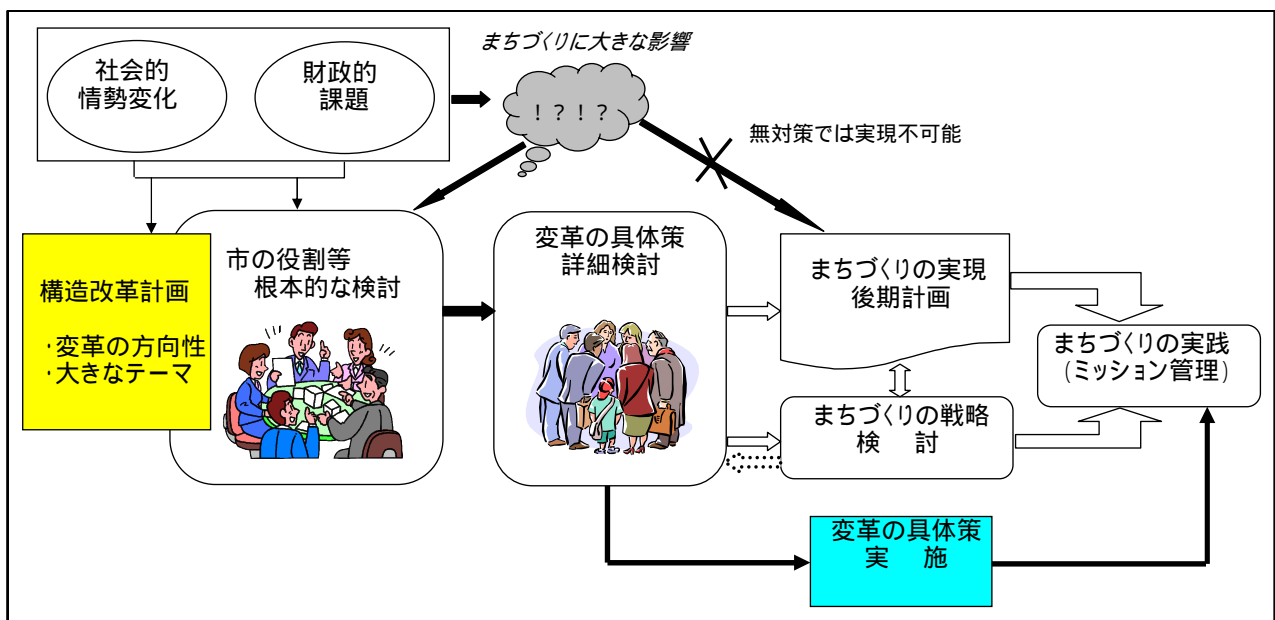 まちづくりに大きな影響
社会的
情勢変化
財政的
課題
！？！？
無対策では実現不可能
構造改革計画
・変革の方向性
・大きなテーマ
市の役割等
根本的な検討
変革の具体策
詳細検討
まちづくりの実現
後期計画
まちづくりの実践
(ミッション管理)
まちづくりの戦略
検　討
変革の具体策
実　施